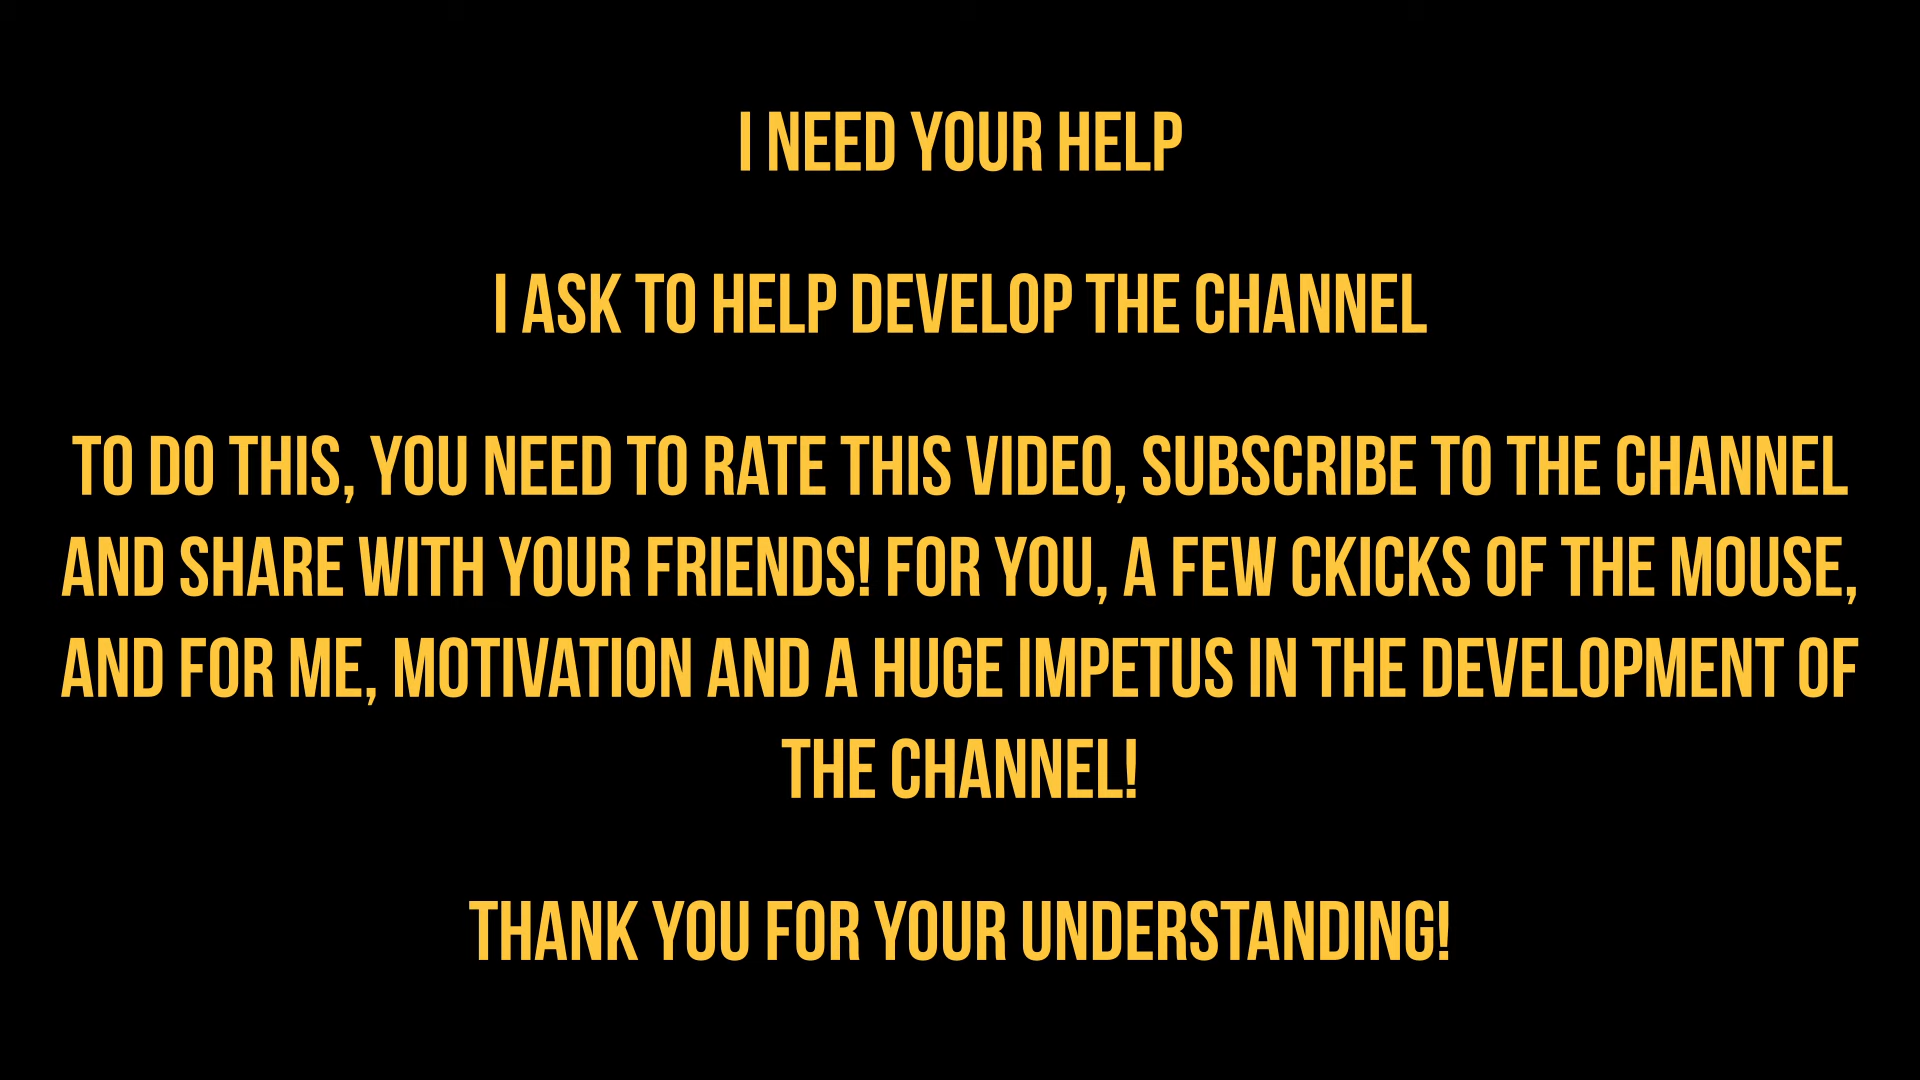 I NEED YOUR HELP
I ASK TO HELP DEVELOP THE CHANNEL
TO DO THIS, YOU NEED TO RATE THIS VIDEO, SUBSCRIBE TO THE CHANNEL
AND SHARE WITH YOUR FRIENDS! FOR YOU, A FEW CKICKS OF THE MOUSE,
AND FOR ME, MOTIVATION AND A HUGE IMPETUS IN THE DEVELOPMENT OF
THE CHANNEL!
THANK YOU FOR YOUR UNDERSTANDING!